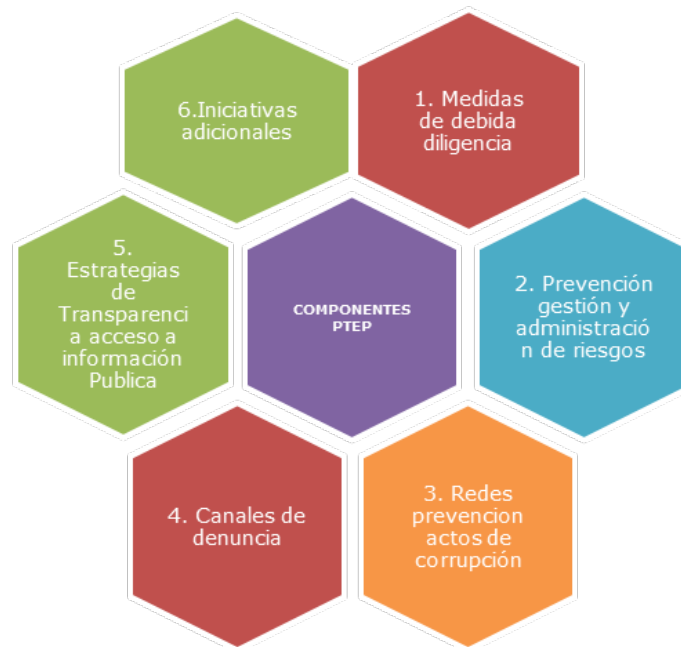 6.Iniciativas
adicionales
1. Medidas
de debida
diligencia
5.
Estrategias
de
Transparenci
a acceso a
información
Publica
COMPONENTES
PTEP
2. Prevención
gestión y
administració
n de riesgos
4. Canales de
denuncia
3. Redes
prevencion
actos de
corrupción